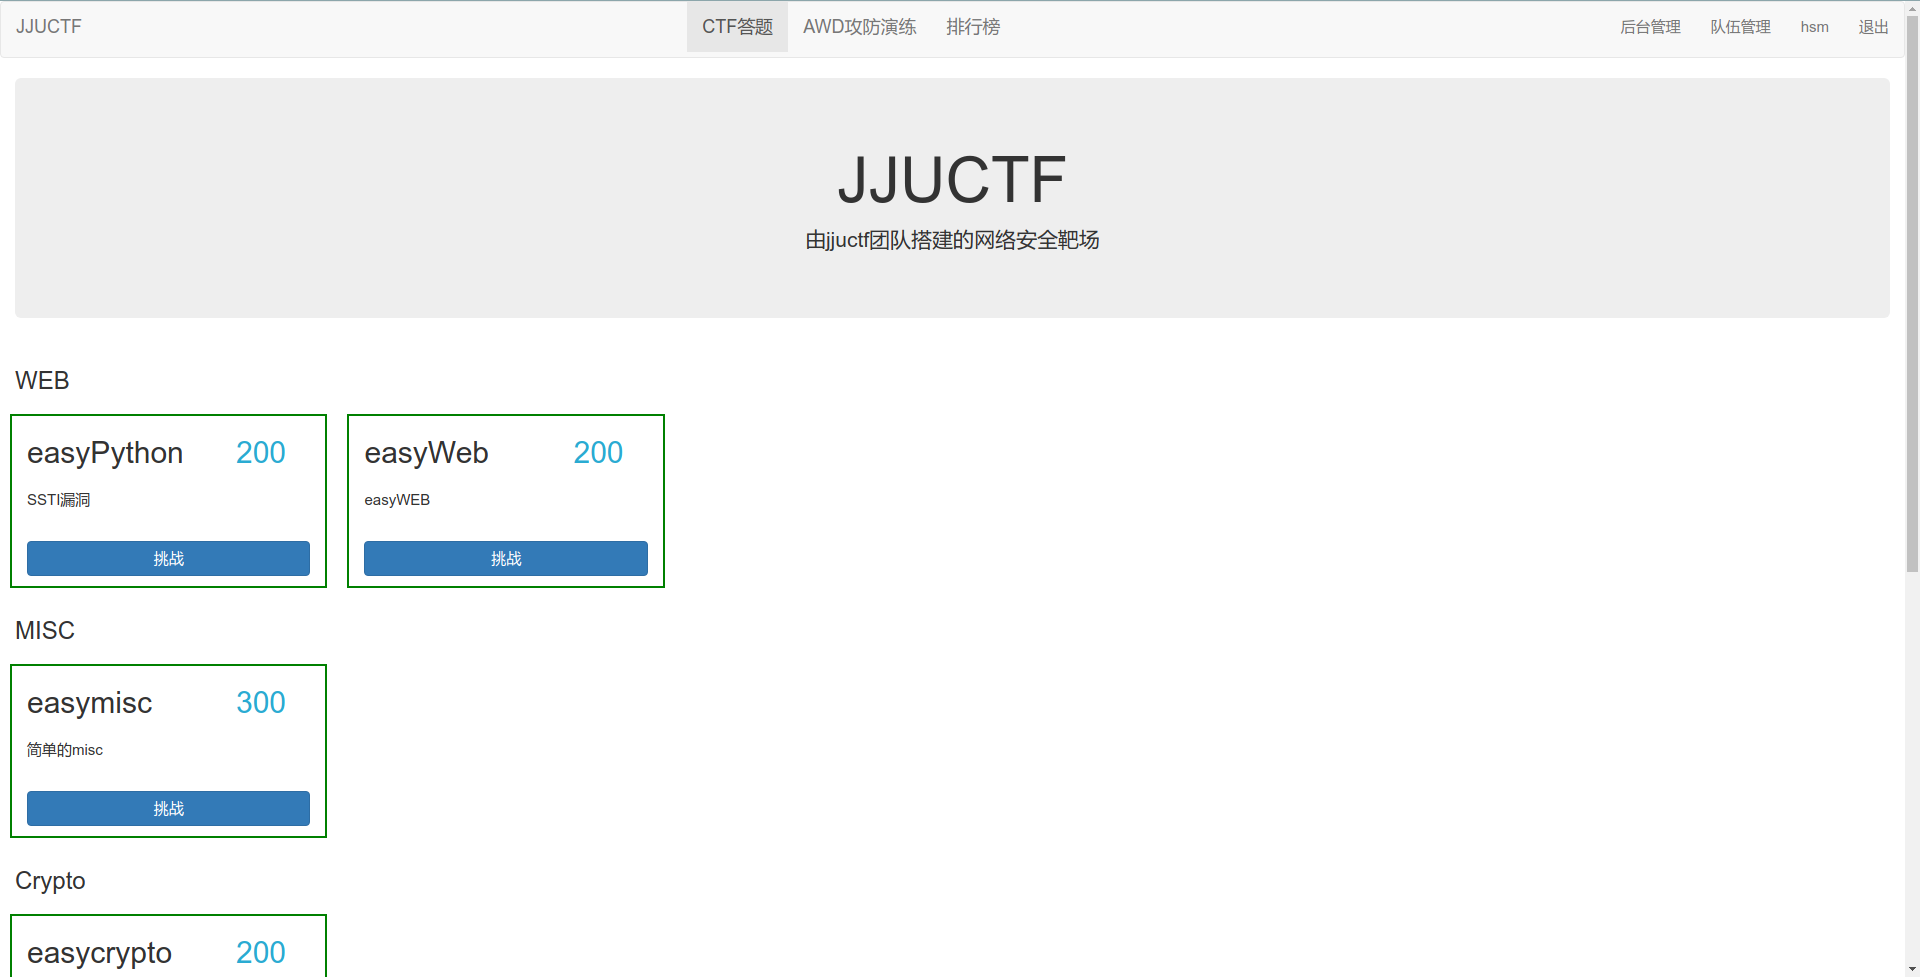 JJUCTF CTF答题 AWD攻防演练 排行榜 后台管理 队伍管理 hsm 退出
JJUCTF
由jjuctf团队搭建的网络安全靶场
WEB
easyPython 200 easyWeb 200
SSTI漏洞 easyWEB
挑战 挑战
MISC
easymisc 300
简单的misc
挑战
Crypto
easycrypto 200